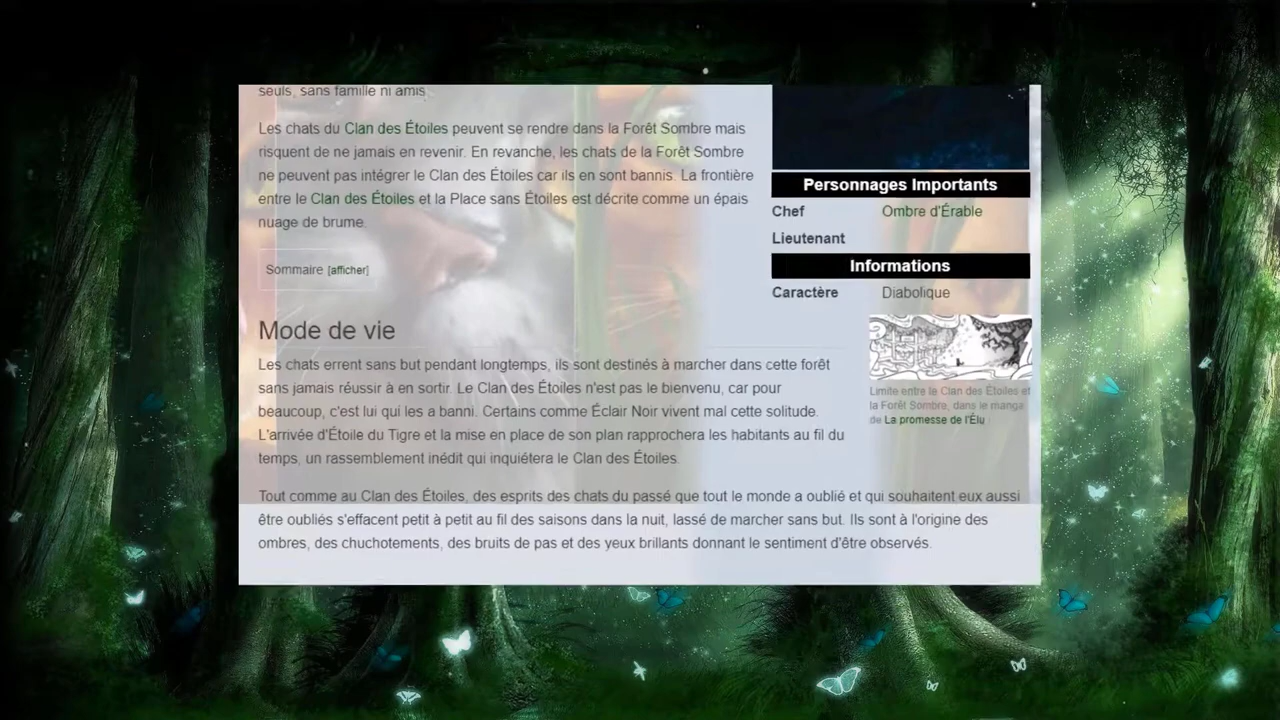 seuls, sans famille ni amis.
Les chats du Clan des Étoiles peuvent se rendre dans la Forêt Sombre mais
risquent de ne jamais en revenir. En revanche, les chats de la Forêt Sombre
ne peuvent pas intégrer le Clan des Étoiles car ils en sont bannis. La frontière
entre le Clan des Étoiles et la Place sans Étoiles est décrite comme un épais
nuage de brume.
Sommaire [afficher]
Personnages Importants
Chef Ombre d'Érable
Lieutenant
Informations
Caractère Diabolique
Limite entre le Clan des Étoiles et
la Forêt Sombre, dans le manga
de La promesse de l'Élu
Mode de vie
Les chats errent sans but pendant longtemps, ils sont destinés à marcher dans cette forêt
sans jamais réussir à en sortir. Le Clan des Étoiles n'est pas le bienvenu, car pour
beaucoup, c'est lui qui les a banni. Certains comme Éclair Noir vivent mal cette solitude.
L'arrivée d'Étoile du Tigre et la mise en place de son plan rapprochera les habitants au fil du
temps, un rassemblement inédit qui inquiétera le Clan des Étoiles.
Tout comme au Clan des Étoiles, des esprits des chats du passé que tout le monde a oublié et qui souhaitent eux aussi
être oubliés s'effacent petit à petit au fil des saisons dans la nuit, lassé de marcher sans but. Ils sont à l'origine des
ombres, des chuchotements, des bruits de pas et des yeux brillants donnant le sentiment d'être observés.